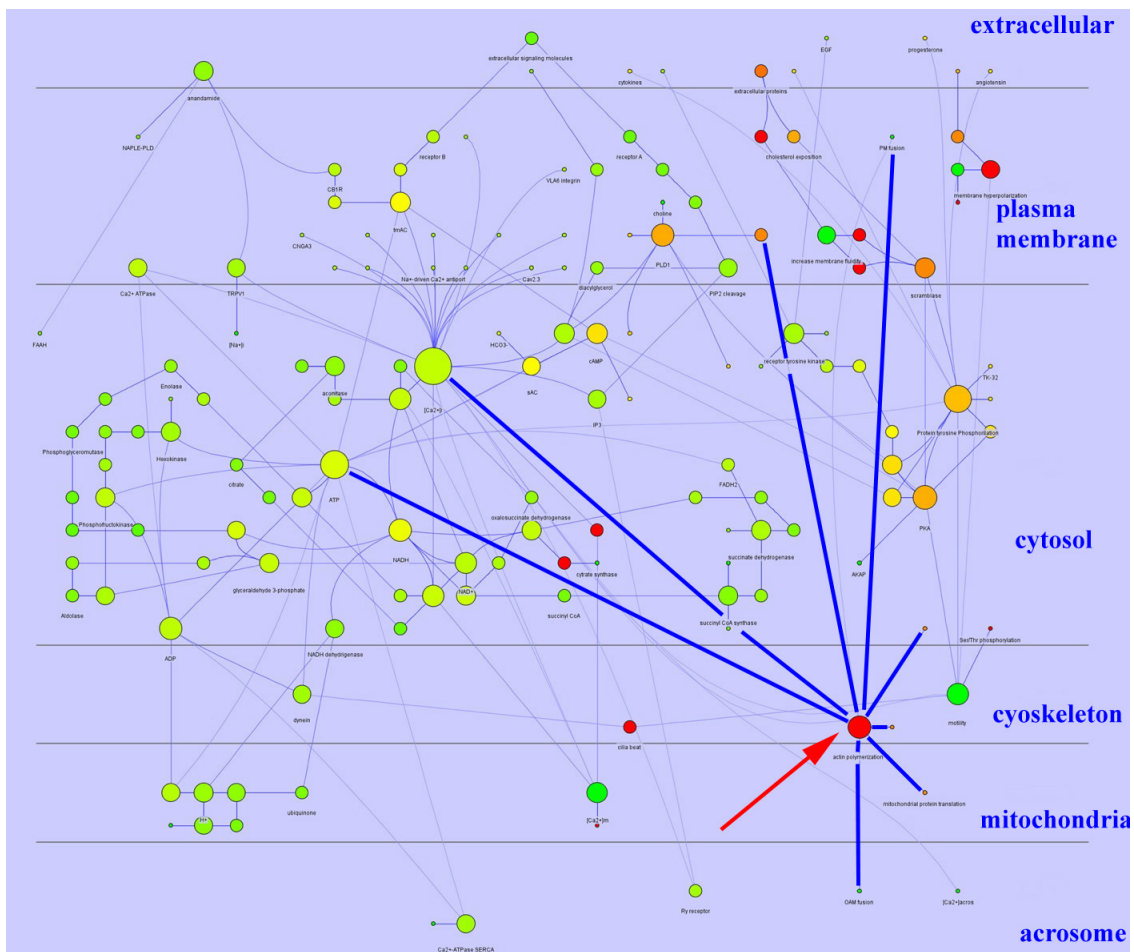 extracellular
EGF
progesterone
extracellular signaling molecules
cytokines
extracellular proteins
angiotensin
anandamide
NAPLE-PLD
receptor B
receptor A
cholesterol exposition
PM fusion
CB1R
VLA6 integrin
membrane hyperpolarization
plasma
membrane
tmAC
choline
CNGA3
Na+ driven Ca2+ antiport
Cav2.3
PLD1
increase membrane fluidity
diacylglycerol
Ca2+ ATPase
TRPV1
PIP2 cleavage
scramblase
FAAH
[Na+]i
HCO3-
cAMP
receptor tyrosine kinase
TK-32
Enolase
aconitase
[Ca2+]i
sAC
IP3
Protein tyrosine Phosphorilation
Phosphoglyceromutase
Hexokinase
citrate
ATP
FADH2
Phosphofructokinase
oxalosuccinate dehydrogenase
PKA
cytosol
NADH
succinate dehydrogenase
glyceraldehyde 3-phosphate
NAD+
cytrate synthase
AKAP
Aldolase
succinyl CoA
succinyl CoA synthase
ADP
NADH dehydrigenase
Ser/Thr phosphorylation
dynein
motility
cyoskeleton
cilia beat
actin polymerization
H+
ubiquinone
[Ca2+]m
mitochondrial protein translation
mitochondria
Ry receptor
OAM fusion
[Ca2+]acros
Ca2+-ATPase SERCA
acrosome